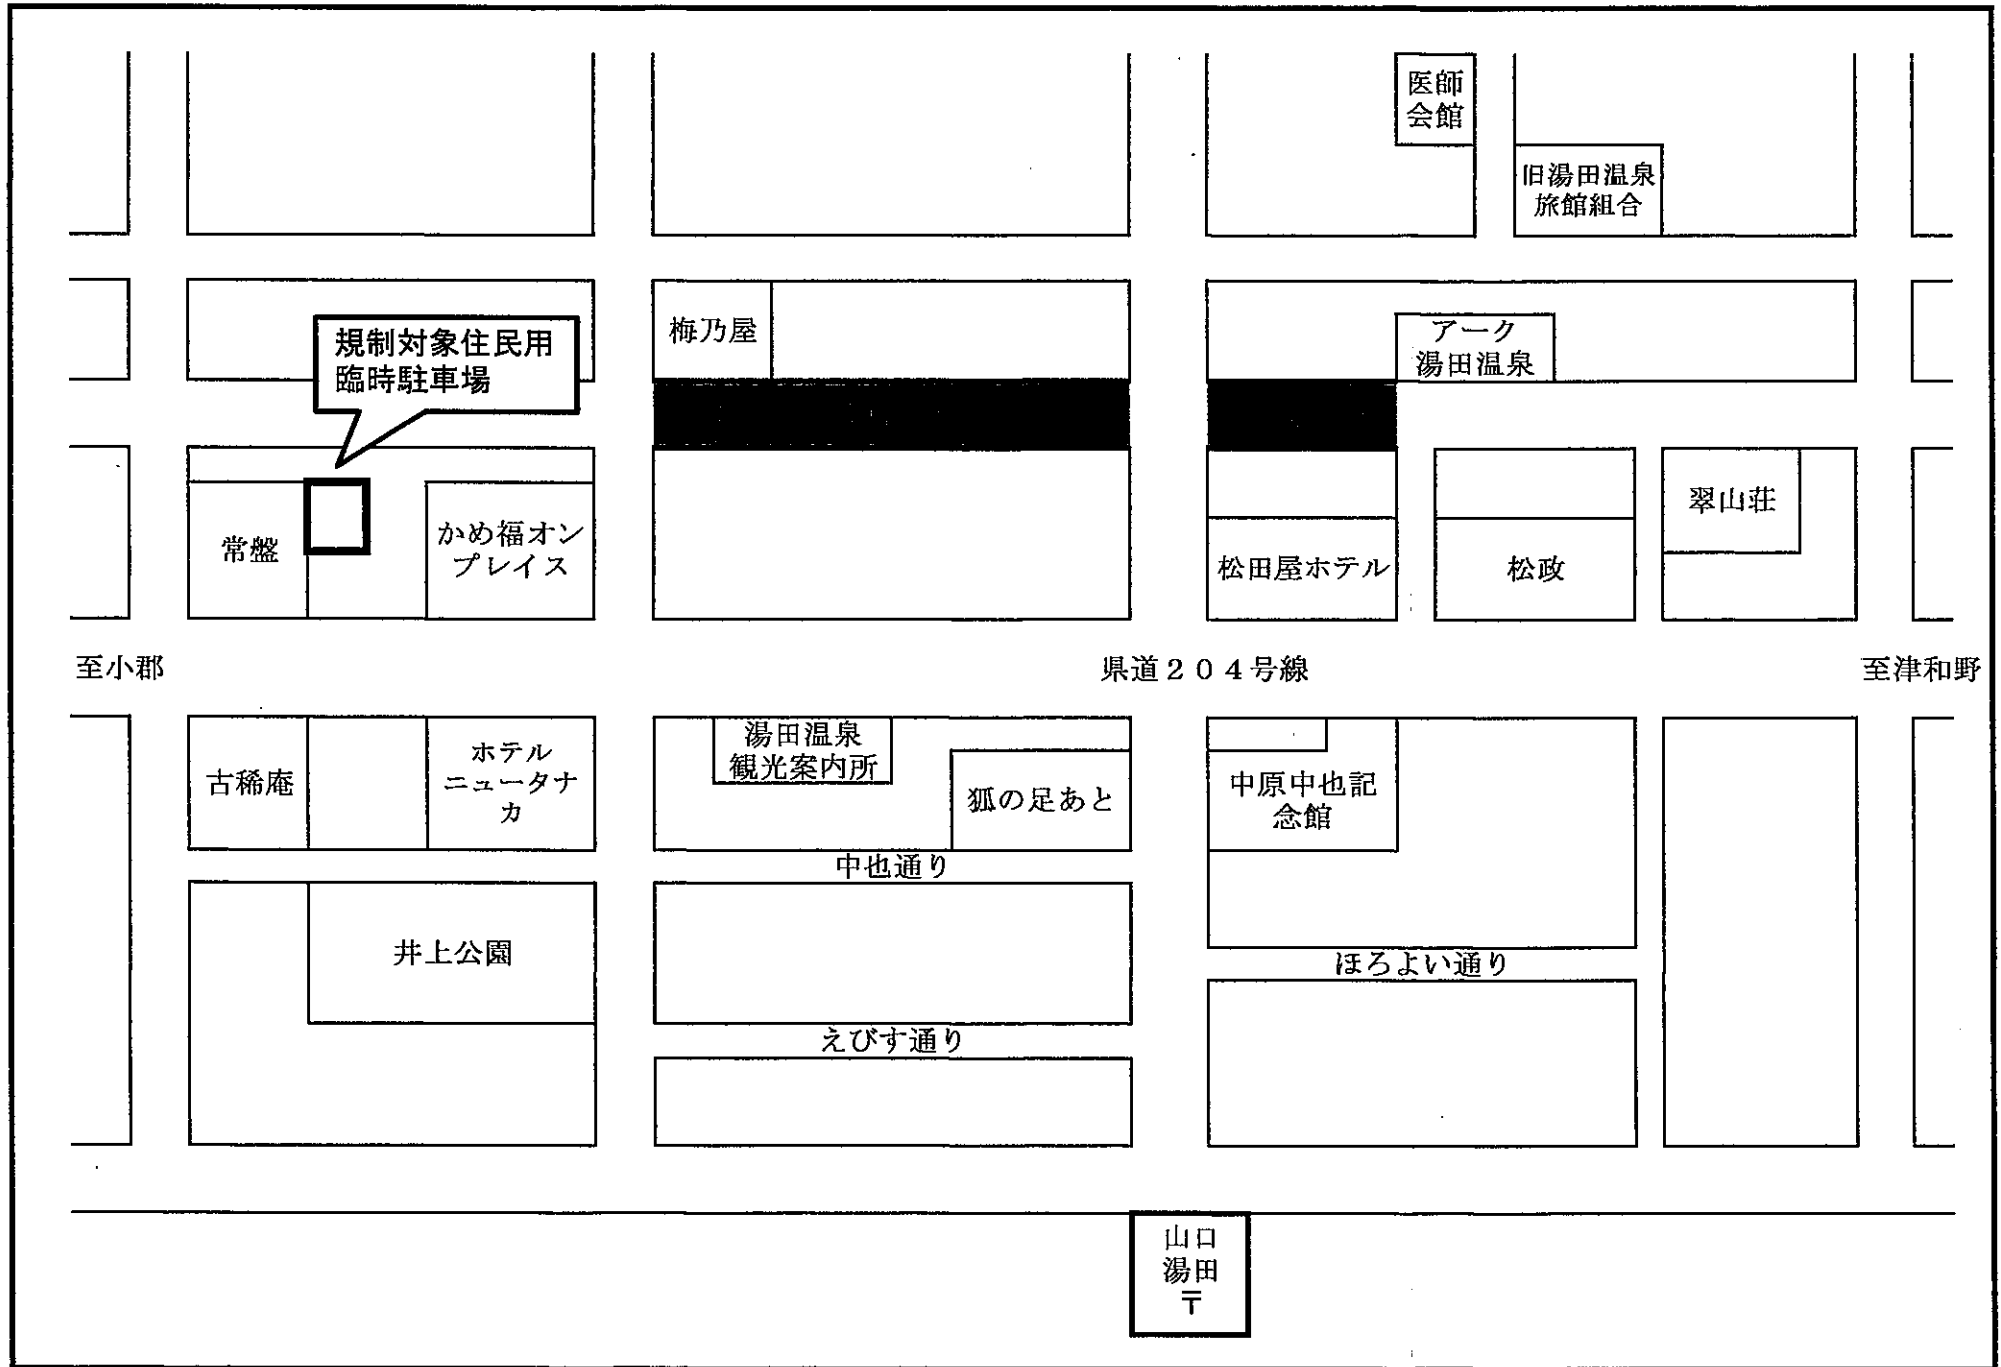 医師
会館
旧湯田温泉
旅館組合
規制対象住民用
臨時駐車場
梅乃屋
アーク
湯田温泉
常盤
かめ福オン
プレイス
松田屋ホテル
松政
翠山荘
至小郡
県道２０４号線
至津和野
古稀庵
ホテル
ニュータナ
カ
湯田温泉
観光案内所
狐の足あと
中原中也記
念館
中也通り
井上公園
ほろよい通り
えびす通り
山口
湯田
〒